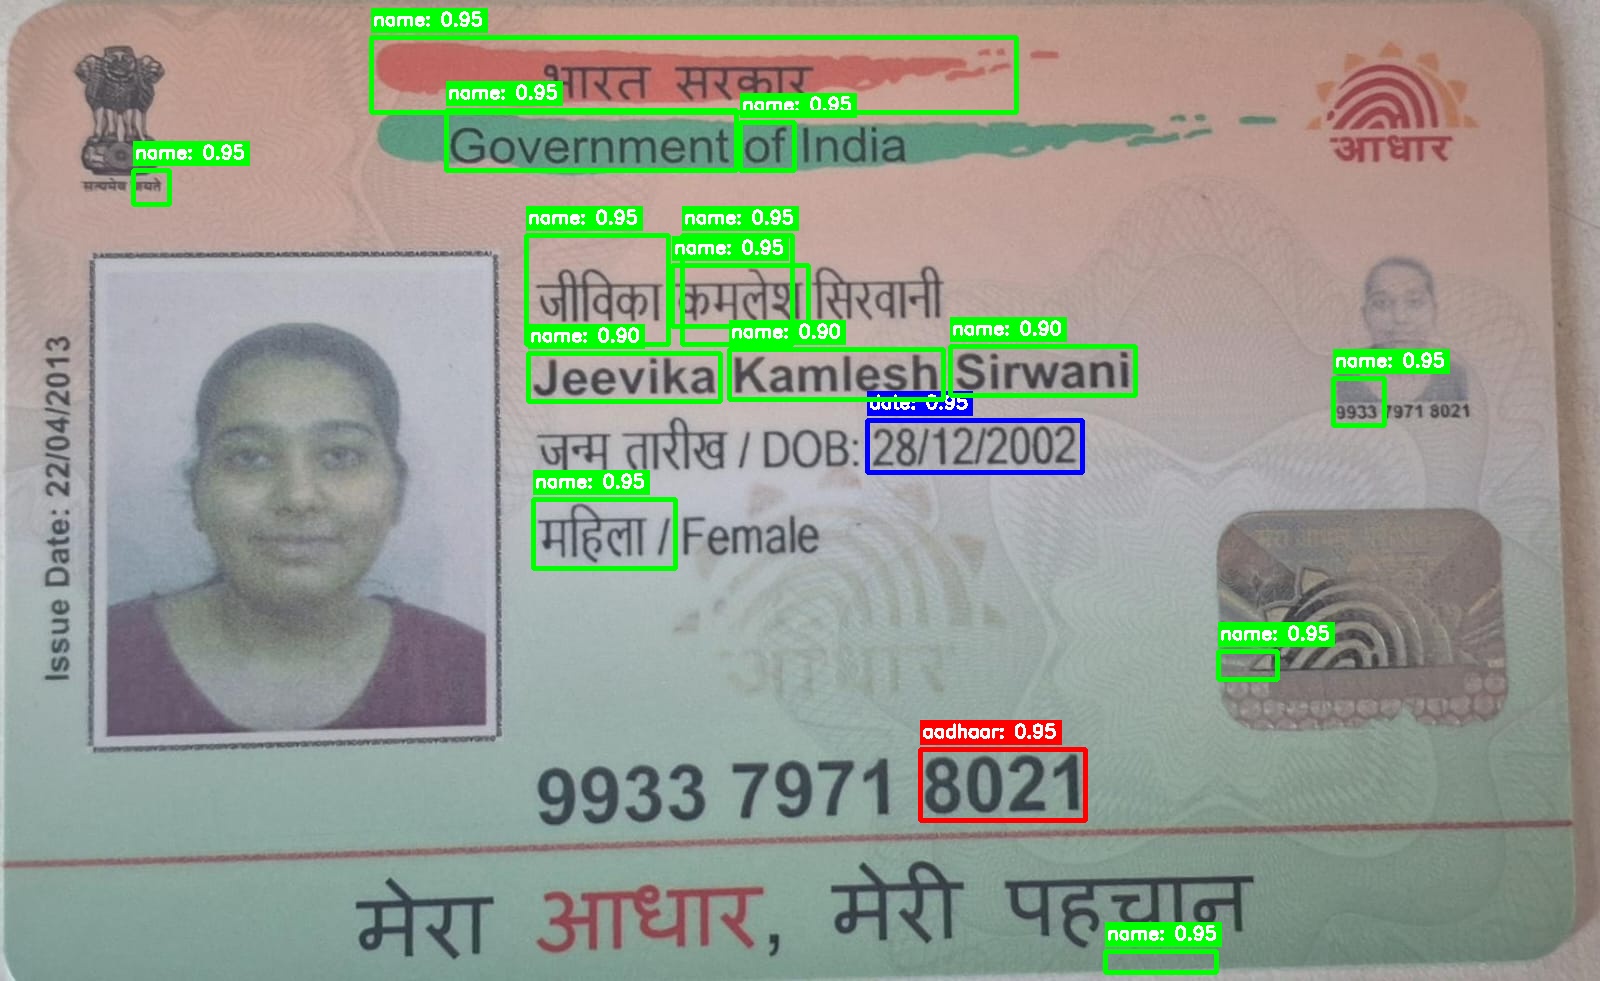 name: 0.95
भारत सरकार
name: 0.95
name: 0.95
Government of India
आधार
name: 0.95
सत्यमेव जयते
name: 0.95
name: 0.95
name: 0.95
जीविका कमलेश सिरवानी
name: 0.90
name: 0.90
name: 0.90
Jeevika Kamlesh Sirwani
name: 0.95
9933 7971 8021
date: 0.95
जन्म तारीख / DOB: 28/12/2002
name: 0.95
महिला / Female
Issue Date: 22/04/2013
name: 0.95
आधार
aadhaar: 0.95
9933 7971 8021
मेरा आधार, मेरी पहचान
name: 0.95